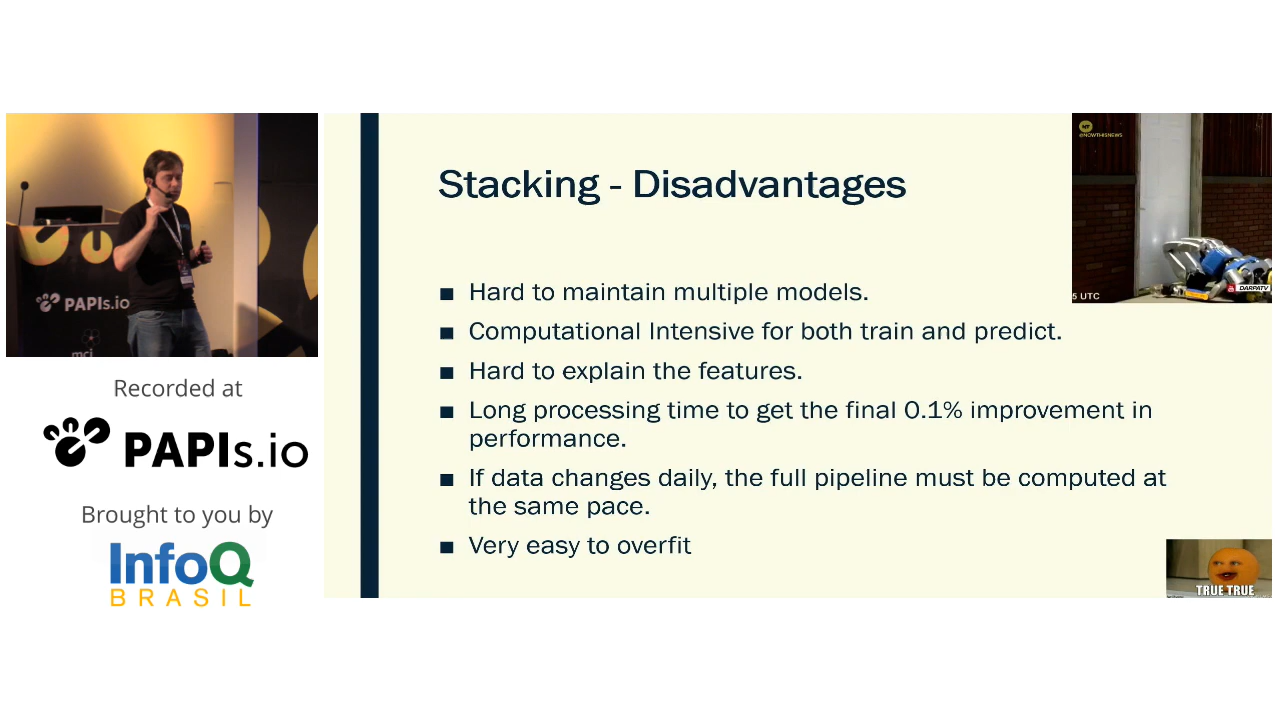 PAPIs.io
mci
Recorded at
PAPIs.io
Brought to you by
InfoQ
BRASIL
Stacking - Disadvantages
■ Hard to maintain multiple models.
■ Computational Intensive for both train and predict.
■ Hard to explain the features.
■ Long processing time to get the final 0.1% improvement in
performance.
■ If data changes daily, the full pipeline must be computed at
the same pace.
■ Very easy to overfit
@NOWTHISNEWS
5 UTC
DARPATV
TRUE TRUE